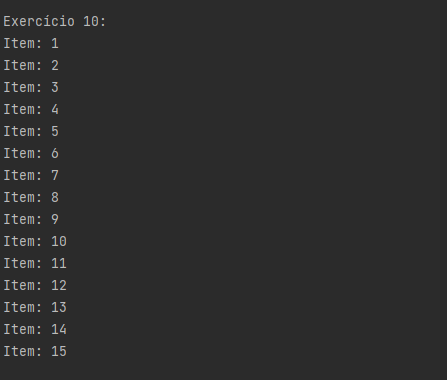 Exercício 10:
Item: 1
Item: 2
Item: 3
Item: 4
Item: 5
Item: 6
Item: 7
Item: 8
Item: 9
Item: 10
Item: 11
Item: 12
Item: 13
Item: 14
Item: 15